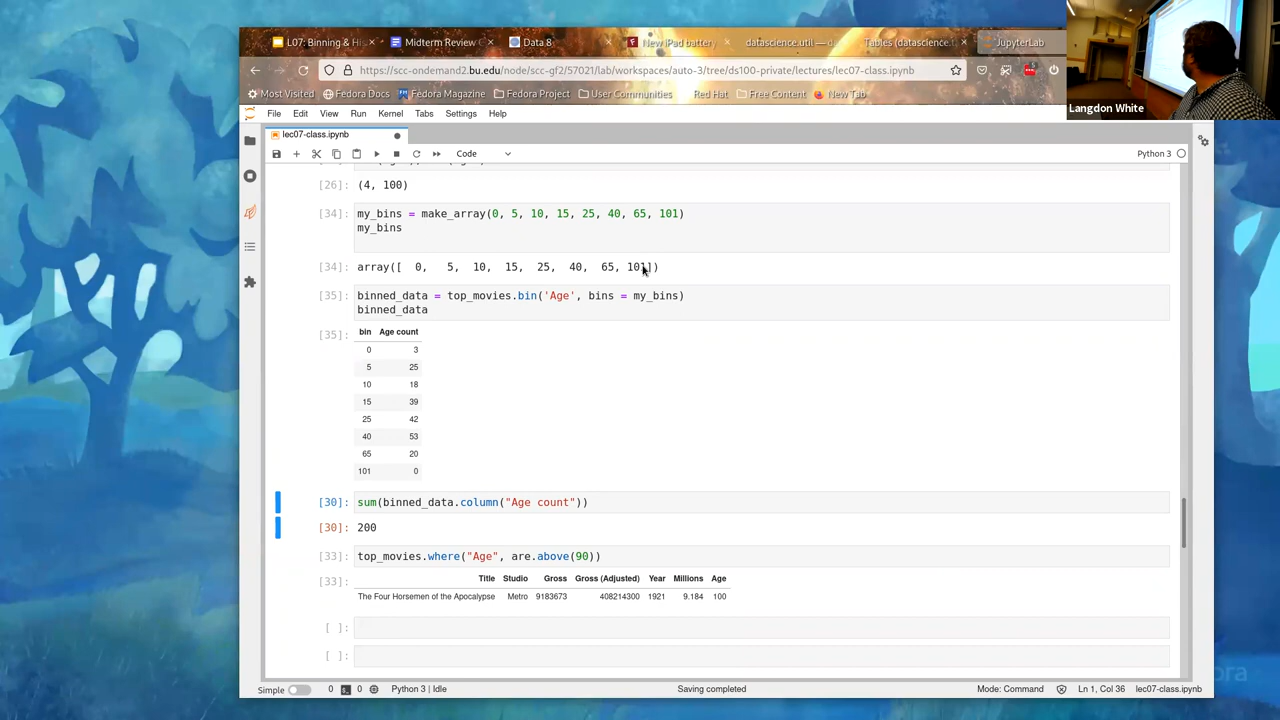 L07: Binning & Hi
Midterm Review
Data 8
New iPad battery
datascience.util — da
Tables (datascience.t
JupyterLab
https://scc-ondemand2.bu.edu/node/scc-gf2/57021/lab/workspaces/auto-3/tree/ds100-private/lectures/lec07-class.ipynb
Most Visited Fedora Docs Fedora Magazine Fedora Project User Communities Red Hat Free Content New Tab
Langdon White
File Edit View Run Kernel Tabs Settings Help
lec07-class.ipynb
Code
Python 3
[26]: (4, 100)
[34]: my_bins = make_array(0, 5, 10, 15, 25, 40, 65, 101)
my_bins
[34]: array([ 0, 5, 10, 15, 25, 40, 65, 101])
[35]: binned_data = top_movies.bin('Age', bins = my_bins)
binned_data
[35]: bin Age count
0 3
5 25
10 18
15 39
25 42
40 53
65 20
101 0
[30]: sum(binned_data.column("Age count"))
[30]: 200
[33]: top_movies.where("Age", are.above(90))
[33]: Title Studio Gross Gross (Adjusted) Year Millions Age
The Four Horsemen of the Apocalypse Metro 9183673 408214300 1921 9.184 100
[ ]:
[ ]:
Simple 0 0 Python 3 | Idle Saving completed Mode: Command Ln 1, Col 36 lec07-class.ipynb